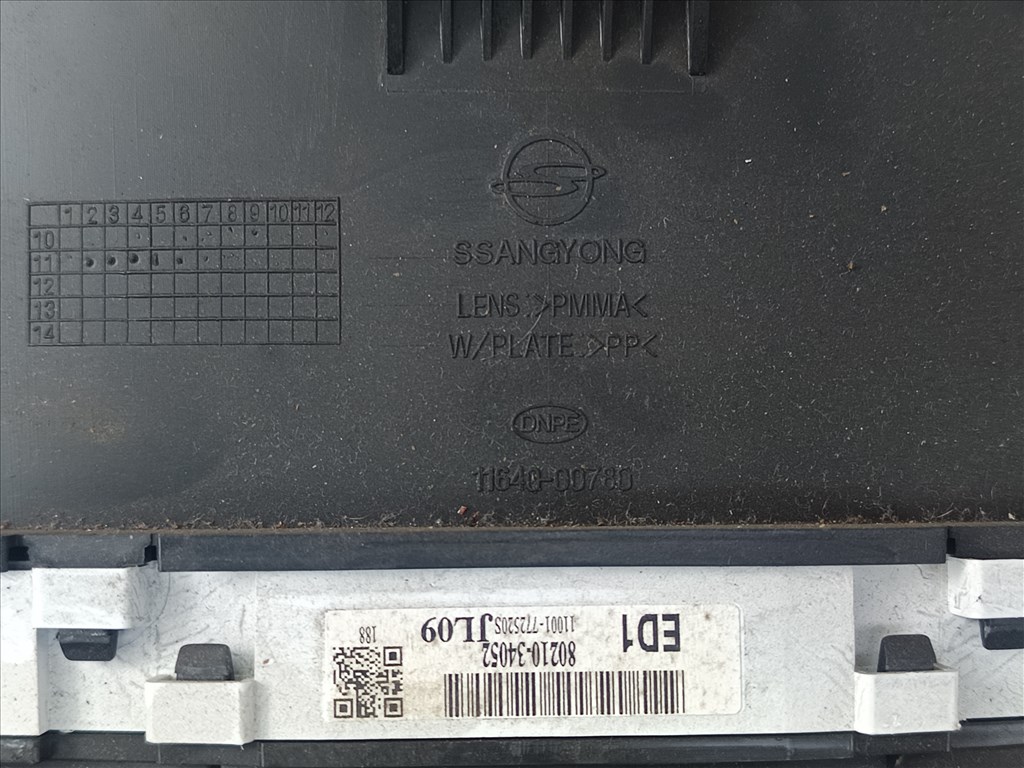 1 2 3 4 5 6 7 8 9 10 11 12
10
11
12
13
14
SSANGYONG
LENS:>PMMA<
W/PLATE:>PP<
DNPE
11640-00780
ED1
80210-34052
11001-772S20S JL09
188